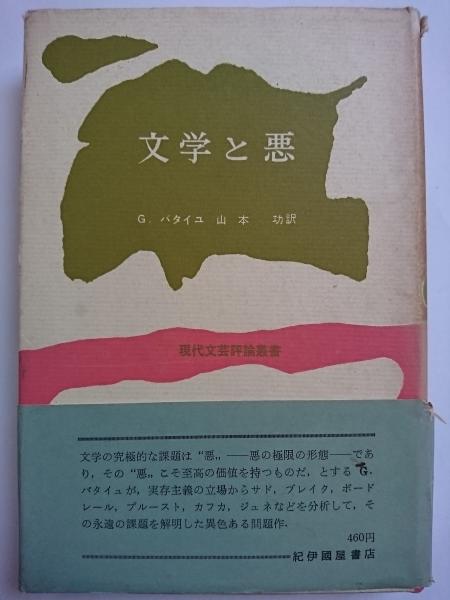 文学と悪
G. バタイユ 山本 功訳
現代文芸評論叢書
文学の究極的な課題は“悪„――悪の極限の形態――であ
り，その“悪„こそ至高の価値を持つものだ，とするG.
バタイユが，実存主義の立場からサド，ブレイク，ボード
レール，プルースト，カフカ，ジュネなどを分析して，そ
の永遠の課題を解明した異色ある問題作．
460円
紀伊國屋書店